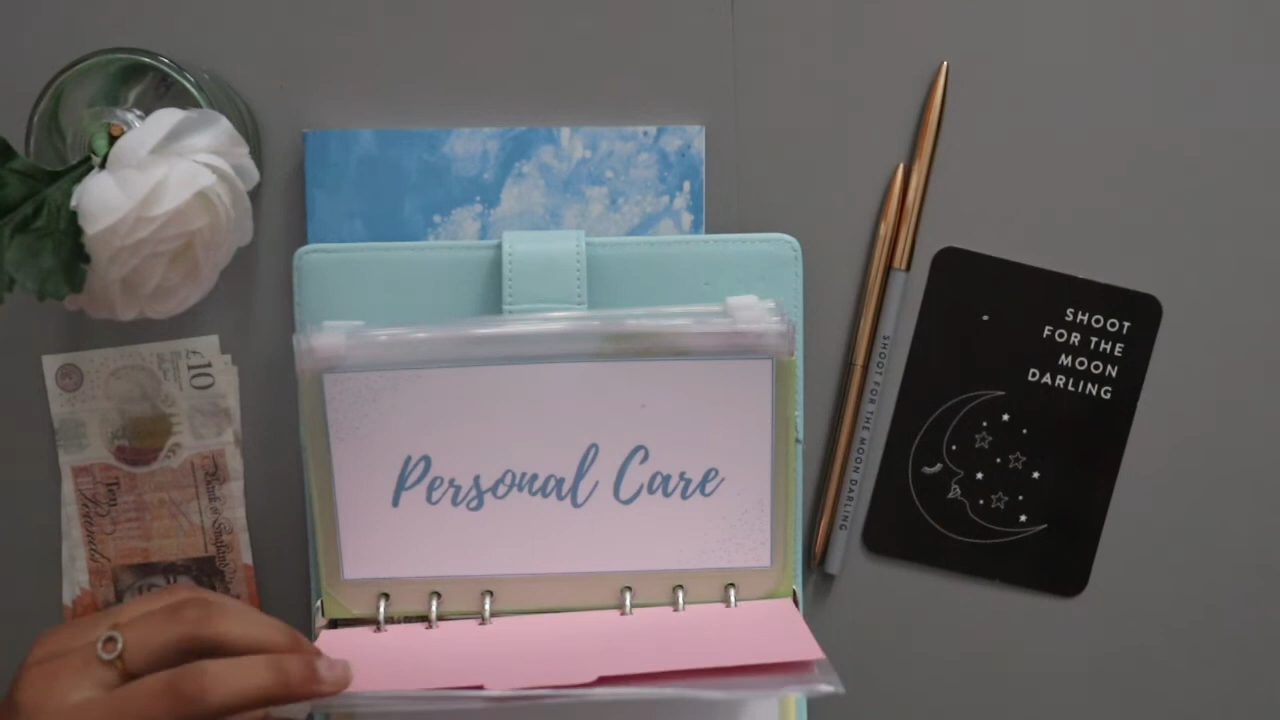 £10
Bank of England
Ten
Pounds
Personal Care
SHOOT FOR THE MOON DARLING
SHOOT
FOR THE
MOON
DARLING